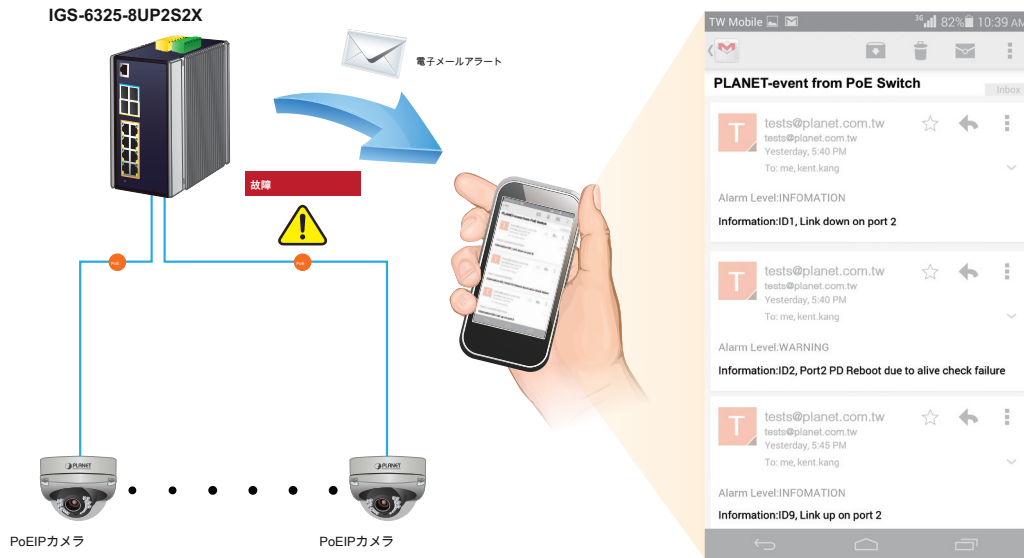 IGS-6325-8UP2S2X
電子メールアラート
故障
PoE
PoE
PLANET
PLANET
PoEIPカメラ
PoEIPカメラ
TW Mobile
3G
82%
10:39 AM
PLANET-event from PoE Switch
Inbox
T
tests@planet.com.tw
tests@planet.com.tw
Yesterday, 5:40 PM
To: me, kent.kang
Alarm Level:INFOMATION
Information:ID1, Link down on port 2
T
tests@planet.com.tw
tests@planet.com.tw
Yesterday, 5:40 PM
To: me, kent.kang
Alarm Level:WARNING
Information:ID2, Port2 PD Reboot due to alive check failure
T
tests@planet.com.tw
tests@planet.com.tw
Yesterday, 5:45 PM
To: me, kent.kang
Alarm Level:INFOMATION
Information:ID9, Link up on port 2